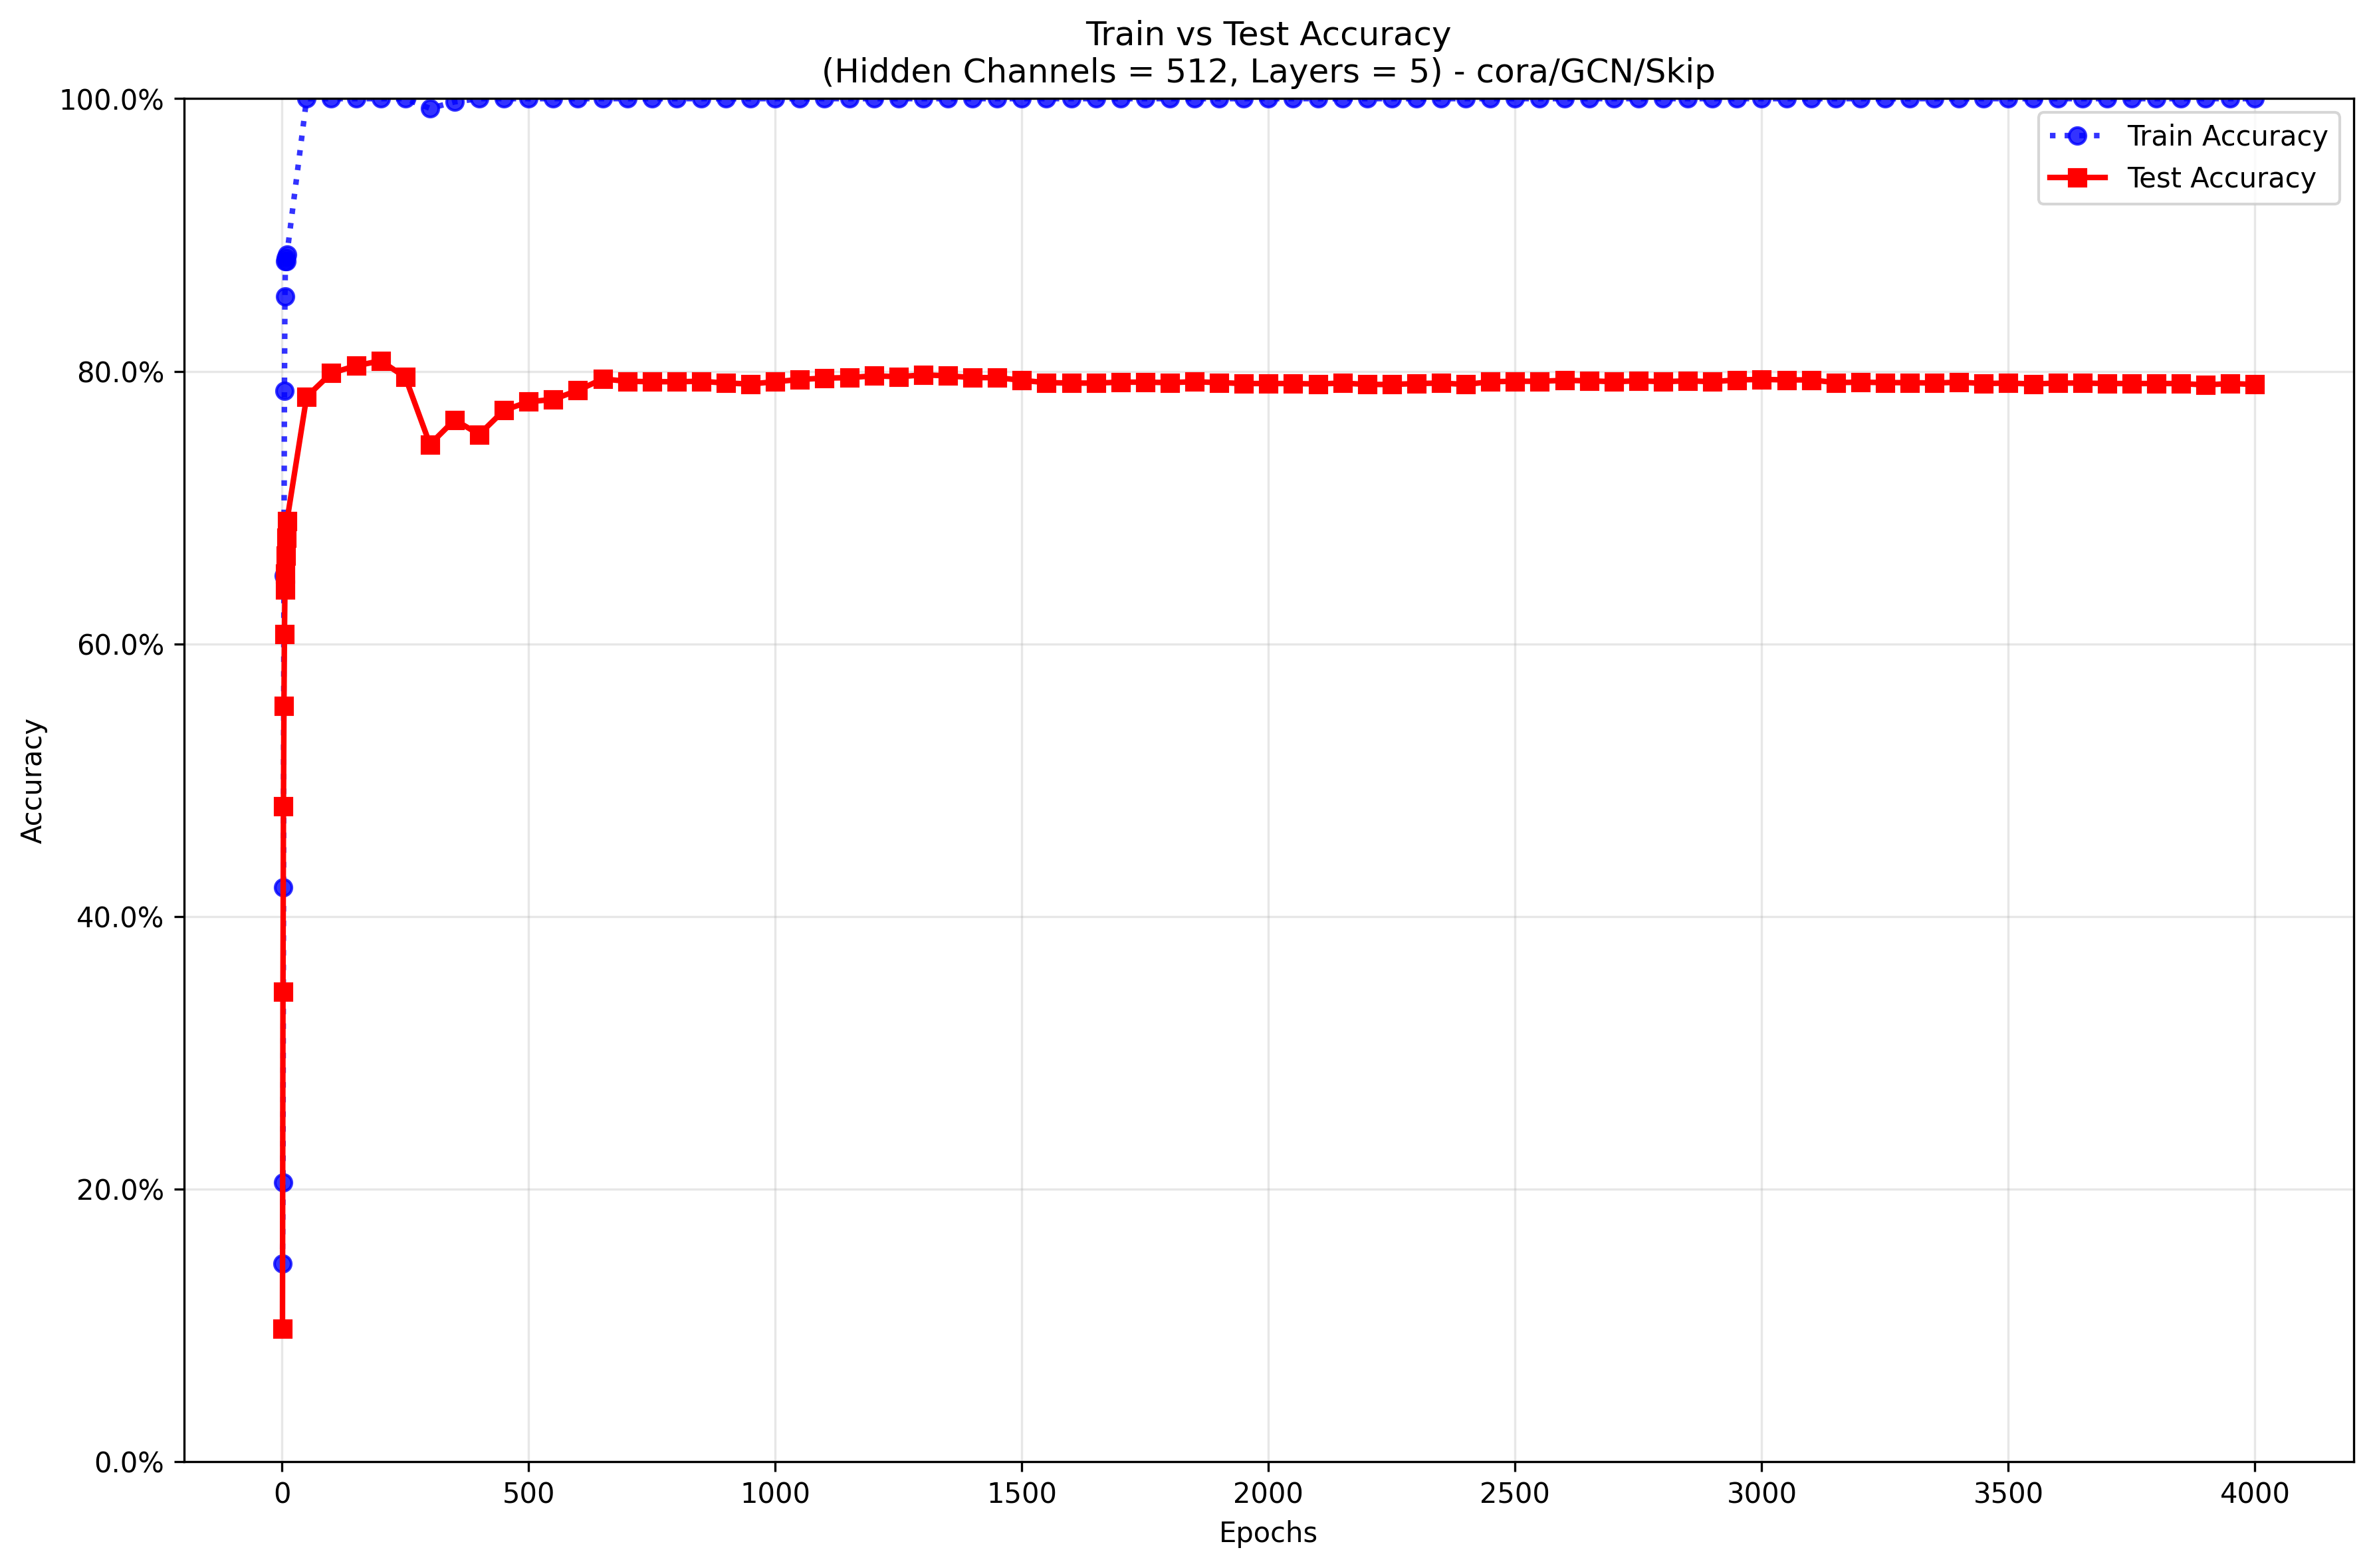 Train vs Test Accuracy
(Hidden Channels = 512, Layers = 5) - cora/GCN/Skip
100.0%
80.0%
60.0%
40.0%
20.0%
0.0%
Accuracy
Train Accuracy
Test Accuracy
0 500 1000 1500 2000 2500 3000 3500 4000
Epochs